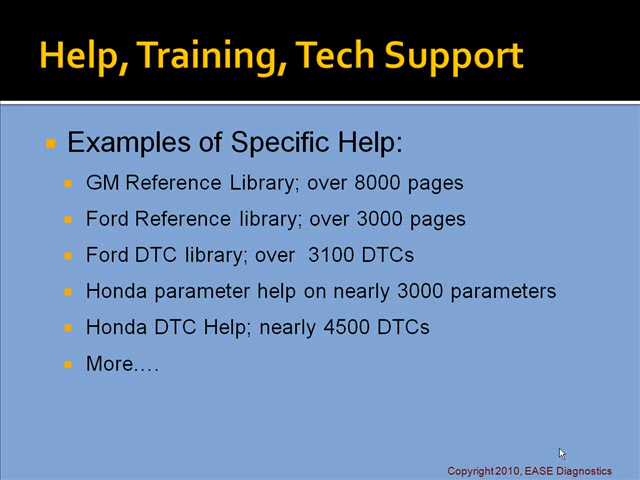 Help, Training, Tech Support
Examples of Specific Help:
GM Reference Library; over 8000 pages
Ford Reference library; over 3000 pages
Ford DTC library; over  3100 DTCs
Honda parameter help on nearly 3000 parameters
Honda DTC Help; nearly 4500 DTCs
More….
Copyright 2010, EASE Diagnostics